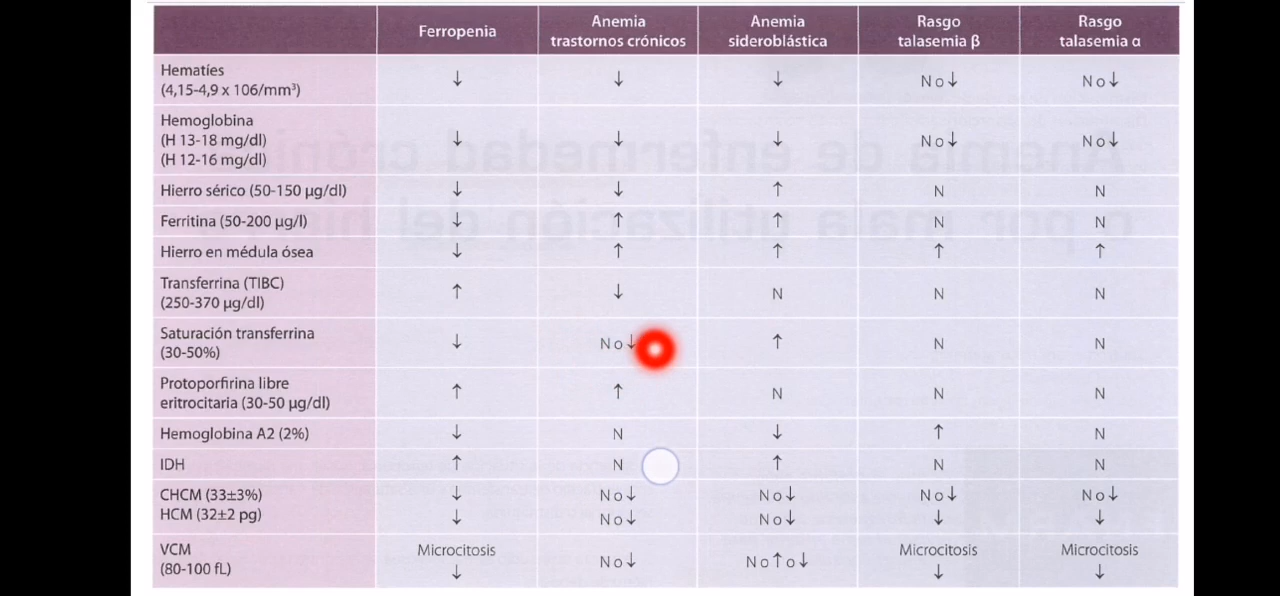 Ferropenia
Anemia
trastornos crónicos
Anemia
sideroblástica
Rasgo
talasemia β
Rasgo
talasemia α
Hematíes
(4,15-4,9 x 106/mm³)
↓ ↓ ↓ N o ↓ N o ↓
Hemoglobina
(H 13-18 mg/dl)
(H 12-16 mg/dl)
↓ ↓ ↓ N o ↓ N o ↓
Hierro sérico (50-150 µg/dl) ↓ ↓ ↑ N N
Ferritina (50-200 µg/l) ↓ ↑ ↑ N N
Hierro en médula ósea ↓ ↑ ↑ ↑ ↑
Transferrina (TIBC)
(250-370 µg/dl)
↑ ↓ N N N
Saturación transferrina
(30-50%)
↓ N o ↓ ↑ N N
Protoporfirina libre
eritrocitaria (30-50 µg/dl)
↑ ↑ N N N
Hemoglobina A2 (2%) ↓ N ↓ ↑ N
IDH ↑ N ↑ N N
CHCM (33±3%) ↓ N o ↓ N o ↓ N o ↓ N o ↓
HCM (32±2 pg) ↓ N o ↓ N o ↓ ↓ ↓
VCM
(80-100 fL)
Microcitosis
↓
N o ↓
N o ↑ o ↓
Microcitosis
↓
Microcitosis
↓